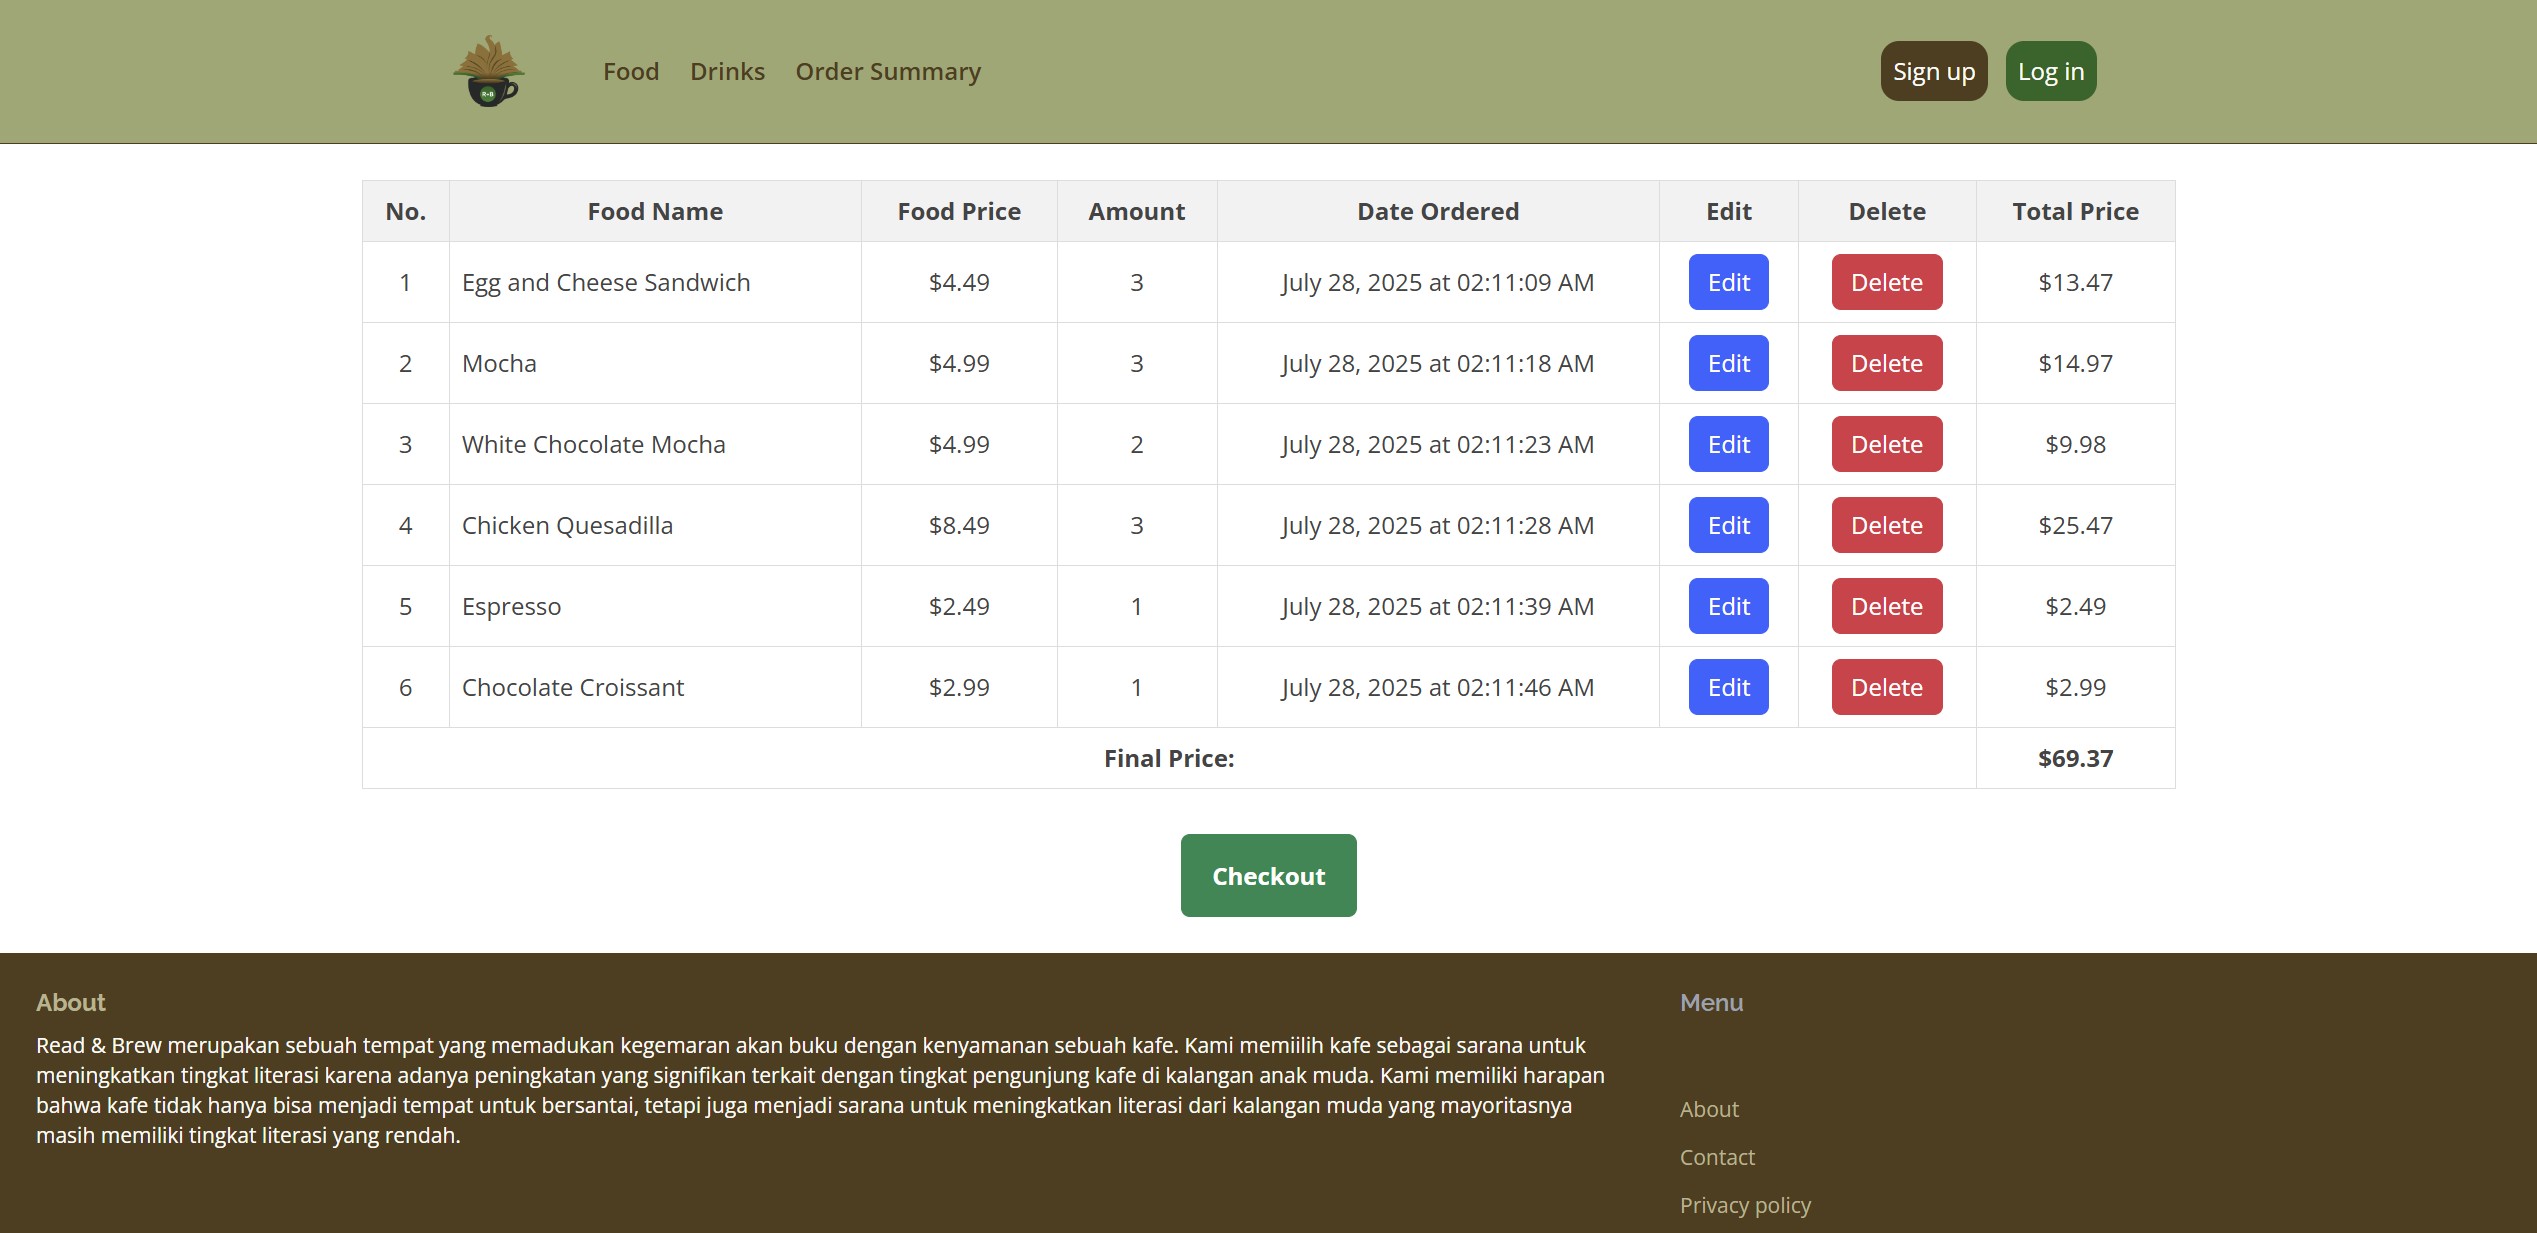 R+B
Food Drinks Order Summary Sign up Log in
No. Food Name Food Price Amount Date Ordered Edit Delete Total Price
1 Egg and Cheese Sandwich $4.49 3 July 28, 2025 at 02:11:09 AM Edit Delete $13.47
2 Mocha $4.99 3 July 28, 2025 at 02:11:18 AM Edit Delete $14.97
3 White Chocolate Mocha $4.99 2 July 28, 2025 at 02:11:23 AM Edit Delete $9.98
4 Chicken Quesadilla $8.49 3 July 28, 2025 at 02:11:28 AM Edit Delete $25.47
5 Espresso $2.49 1 July 28, 2025 at 02:11:39 AM Edit Delete $2.49
6 Chocolate Croissant $2.99 1 July 28, 2025 at 02:11:46 AM Edit Delete $2.99
Final Price: $69.37
Checkout
About
Read & Brew merupakan sebuah tempat yang memadukan kegemaran akan buku dengan kenyamanan sebuah kafe. Kami memiilih kafe sebagai sarana untuk
meningkatkan tingkat literasi karena adanya peningkatan yang signifikan terkait dengan tingkat pengunjung kafe di kalangan anak muda. Kami memiliki harapan
bahwa kafe tidak hanya bisa menjadi tempat untuk bersantai, tetapi juga menjadi sarana untuk meningkatkan literasi dari kalangan muda yang mayoritasnya
masih memiliki tingkat literasi yang rendah.
Menu
About
Contact
Privacy policy